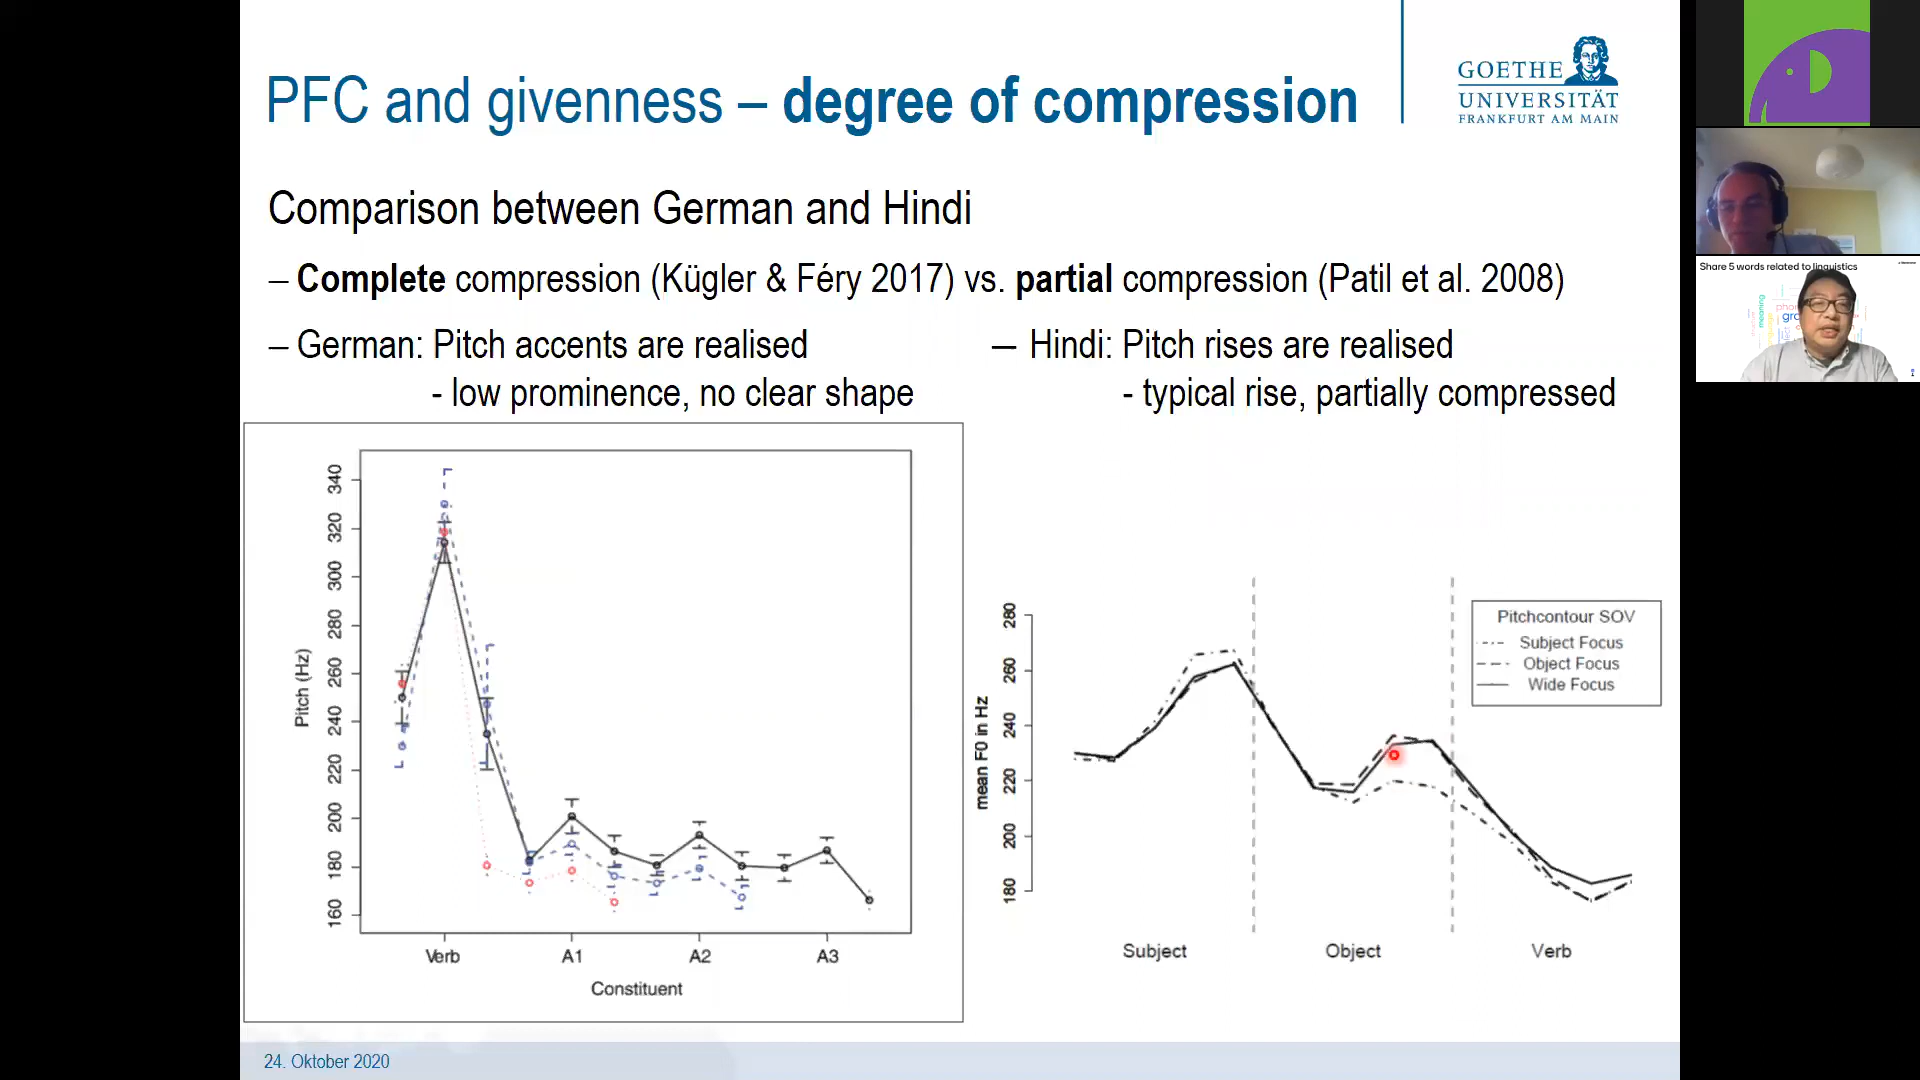 PFC and givenness – degree of compression
GOETHE
UNIVERSITÄT
FRANKFURT AM MAIN
Comparison between German and Hindi
– Complete compression (Kügler & Féry 2017) vs. partial compression (Patil et al. 2008)
– German: Pitch accents are realised
- low prominence, no clear shape
– Hindi: Pitch rises are realised
- typical rise, partially compressed
Pitch (Hz)
340
320
300
280
260
240
220
200
180
160
Verb A1 A2 A3
Constituent
mean F0 in Hz
280
260
240
220
200
180
Pitchcontour SOV
Subject Focus
Object Focus
Wide Focus
Subject Object Verb
24. Oktober 2020
Share 5 words related to linguistics
meaning